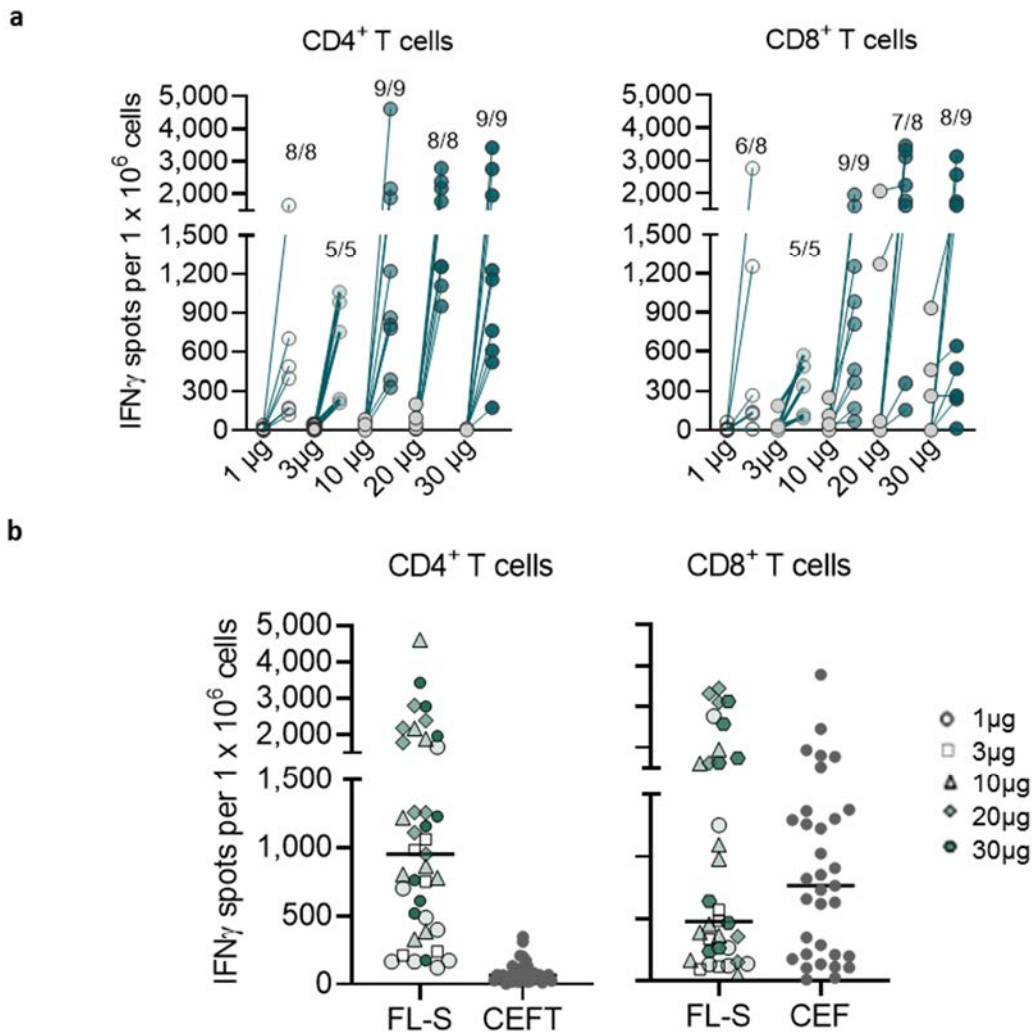 a
CD4⁺ T cells
IFNγ spots per 1 x 10⁶ cells
5,000
4,000
3,000
2,000
1,500
1,200
900
600
300
0
8/8
5/5
9/9
8/8
9/9
1 µg
3µg
10 µg
20 µg
30 µg
CD8⁺ T cells
5,000
4,000
3,000
2,000
1,500
1,200
900
600
300
0
6/8
5/5
9/9
7/8
8/9
1 µg
3µg
10 µg
20 µg
30 µg
b
CD4⁺ T cells
IFNγ spots per 1 x 10⁶ cells
5,000
4,000
3,000
2,000
1,500
1,000
500
0
FL-S CEFT
CD8⁺ T cells
FL-S CEF
1µg
3µg
10µg
20µg
30µg